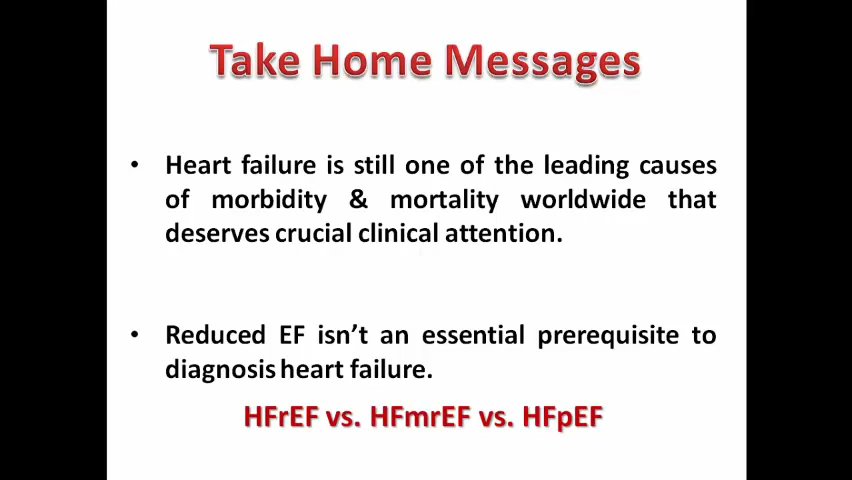 Take Home Messages
• Heart failure is still one of the leading causes
of morbidity & mortality worldwide that
deserves crucial clinical attention.
• Reduced EF isn’t an essential prerequisite to
diagnosis heart failure.
HFrEF vs. HFmrEF vs. HFpEF